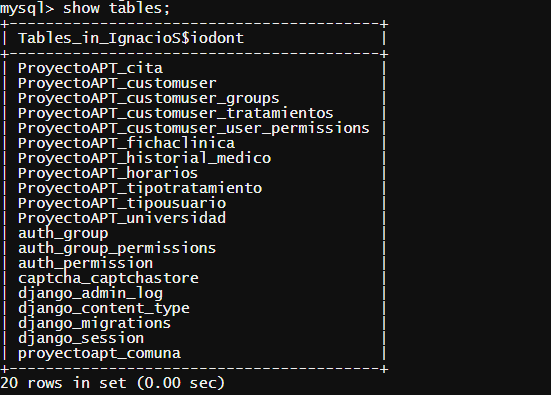 mysql> show tables;
+-----------------------------------------+
| Tables_in_IgnacioS$iodont               |
+-----------------------------------------+
| ProyectoAPT_cita                        |
| ProyectoAPT_customuser                  |
| ProyectoAPT_customuser_groups           |
| ProyectoAPT_customuser_tratamientos     |
| ProyectoAPT_customuser_user_permissions |
| ProyectoAPT_fichaclinica                |
| ProyectoAPT_historial_medico            |
| ProyectoAPT_horarios                    |
| ProyectoAPT_tipotratamiento             |
| ProyectoAPT_tipousuario                 |
| ProyectoAPT_universidad                 |
| auth_group                              |
| auth_group_permissions                  |
| auth_permission                         |
| captcha_captchastore                    |
| django_admin_log                        |
| django_content_type                     |
| django_migrations                       |
| django_session                          |
| proyectoapt_comuna                      |
+-----------------------------------------+
20 rows in set (0.00 sec)